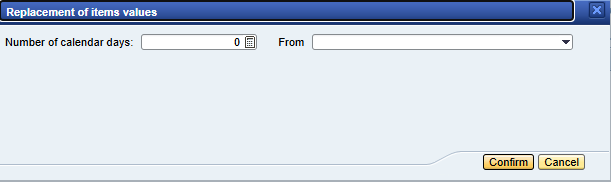 Replacement of items values
Number of calendar days: 0 From
Confirm Cancel